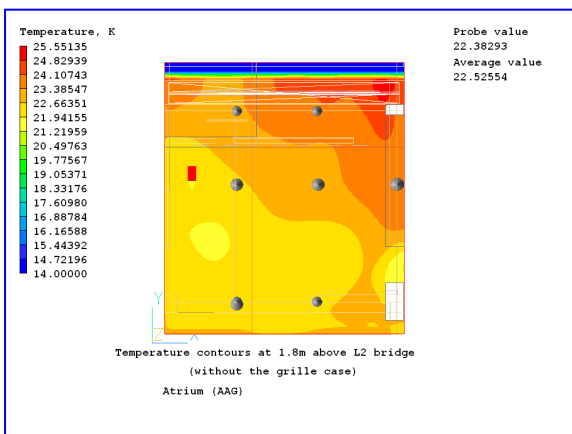 Temperature, K
25.55135
24.82939
24.10743
23.38547
22.66351
21.94155
21.21959
20.49763
19.77567
19.05371
18.33176
17.60980
16.88784
16.16588
15.44392
14.72196
14.00000
Probe value
22.38293
Average value
22.52554
Y
Z
X
Temperature contours at 1.8m above L2 bridge
(without the grille case)
Atrium (AAG)